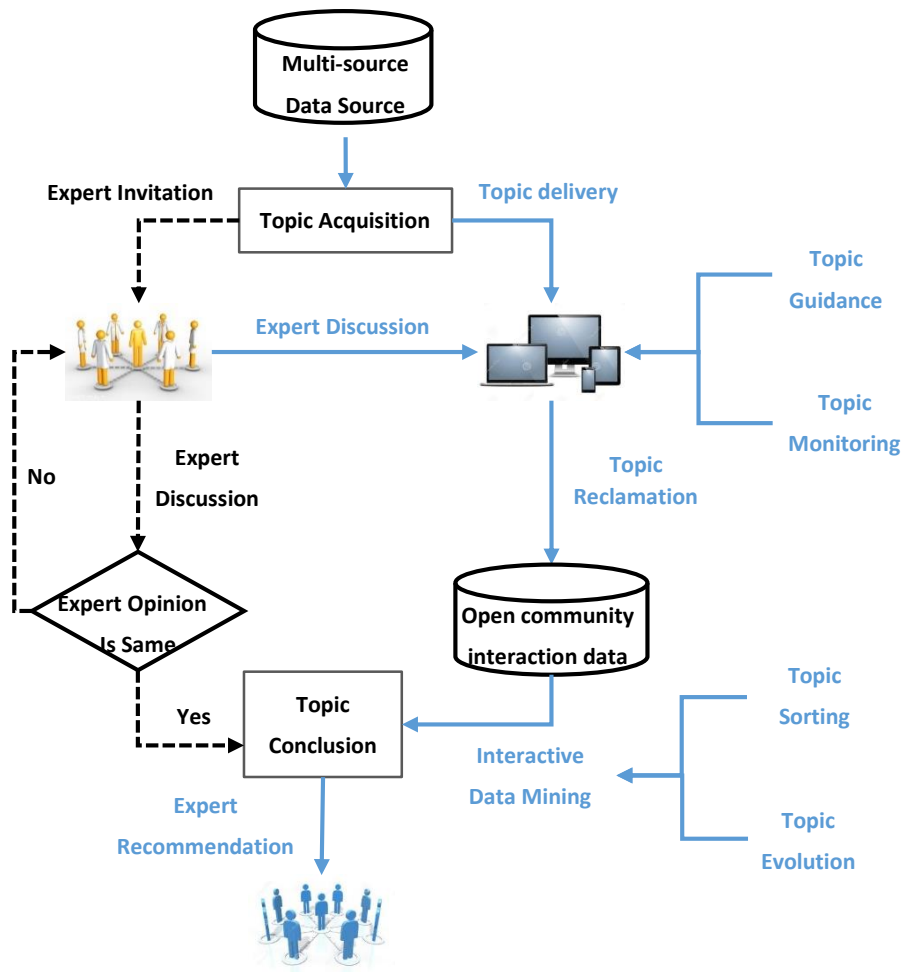 Multi-source
Data Source
Expert Invitation
Topic delivery
Topic Acquisition
Topic
Guidance
Expert Discussion
Topic
Monitoring
No
Expert
Discussion
Topic
Reclamation
Expert Opinion
Is Same
Open community
interaction data
Yes
Topic
Conclusion
Interactive
Data Mining
Topic
Sorting
Expert
Recommendation
Topic
Evolution